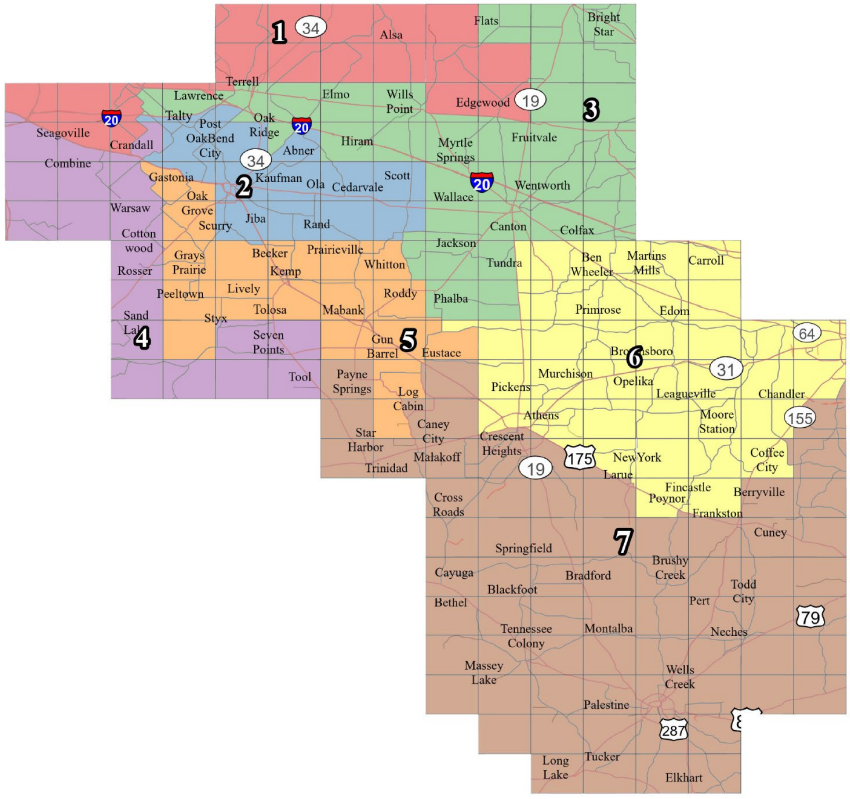 Flats
Bright
Star
1
34
Alsa
Terrell
Lawrence
Elmo
Wills
Point
Edgewood
19
3
Talty
20
Post
OakBend
City
Oak
Ridge
20
Seagoville
Crandall
Abner
Hiram
Myrtle
Springs
Fruitvale
Combine
34
Gastonia
2
Kaufman
Ola
Cedarvale
Scott
20
Wentworth
Wallace
Warsaw
Oak
Grove
Scurry
Jiba
Rand
Canton
Colfax
Cotton
wood
Jackson
Rosser
Grays
Prairie
Becker
Kemp
Prairieville
Whitton
Tundra
Ben
Wheeler
Martins
Mills
Carroll
Peeltown
Lively
Roddy
Phalba
Styx
Tolosa
Mabank
Primrose
Edom
Sand
Lake
4
Seven
Points
Gun
Barrel
5
Eustace
Brownsboro
6
64
31
Tool
Payne
Springs
Log
Cabin
Pickens
Murchison
Opelika
Leagueville
Chandler
Athens
Moore
Station
155
Star
Harbor
Caney
City
Crescent
Heights
Trinidad
Malakoff
19
175
NewYork
Larue
Coffee
City
Cross
Roads
Fincastle
Poynor
Berryville
Frankston
Cuney
7
Springfield
Brushy
Creek
Cayuga
Blackfoot
Bradford
Todd
City
Bethel
Pert
79
Tennessee
Colony
Montalba
Neches
Massey
Lake
Wells
Creek
Palestine
287
Long
Lake
Tucker
Elkhart